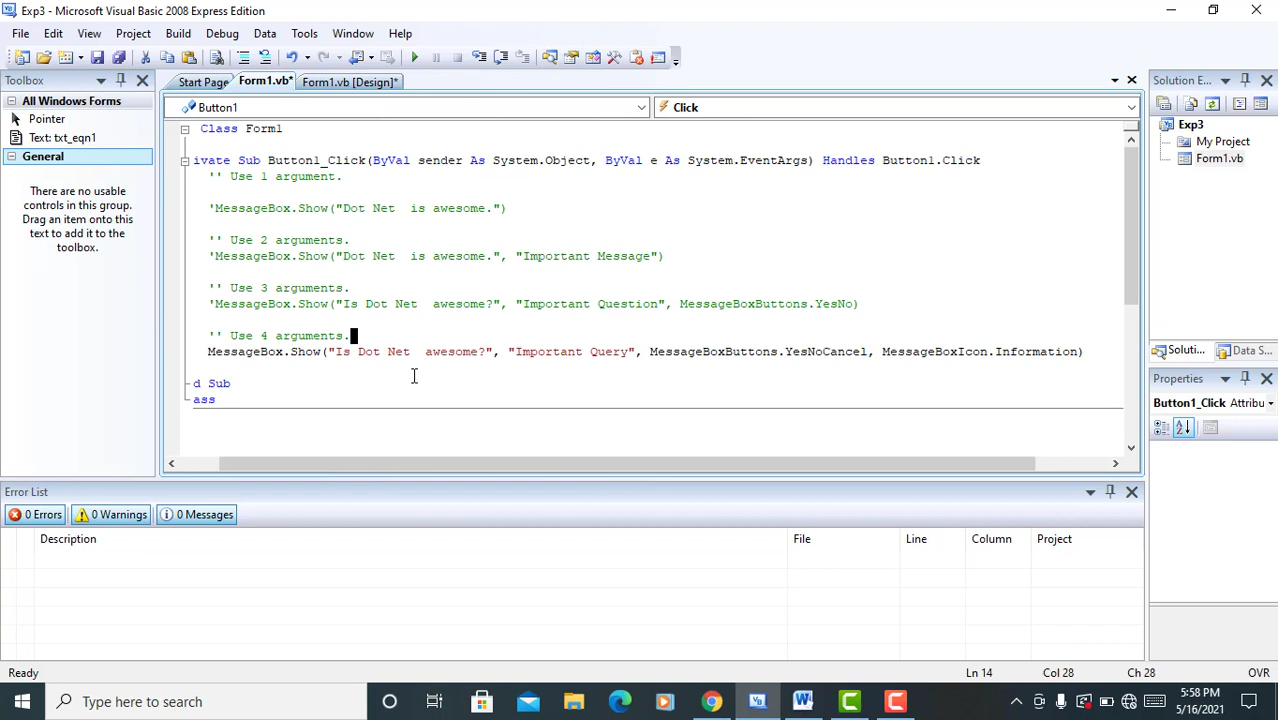 Exp3 - Microsoft Visual Basic 2008 Express Edition
File Edit View Project Build Debug Data Tools Window Help
Toolbox
All Windows Forms
Pointer
Text: txt_eqn1
General
There are no usable
controls in this group.
Drag an item onto this
text to add it to the
toolbox.
Start Page Form1.vb* Form1.vb [Design]*
Button1 Click
Class Form1
ivate Sub Button1_Click(ByVal sender As System.Object, ByVal e As System.EventArgs) Handles Button1.Click
'' Use 1 argument.
'MessageBox.Show("Dot Net  is awesome.")
'' Use 2 arguments.
'MessageBox.Show("Dot Net  is awesome.", "Important Message")
'' Use 3 arguments.
'MessageBox.Show("Is Dot Net  awesome?", "Important Question", MessageBoxButtons.YesNo)
'' Use 4 arguments.
MessageBox.Show("Is Dot Net  awesome?", "Important Query", MessageBoxButtons.YesNoCancel, MessageBoxIcon.Information)
d Sub
ass
Solution E...
Exp3
My Project
Form1.vb
Soluti... Data S...
Properties
Button1_Click Attribu
Error List
0 Errors 0 Warnings 0 Messages
Description File Line Column Project
Ready Ln 14 Col 28 Ch 28 OVR
Type here to search
5:58 PM
5/16/2021